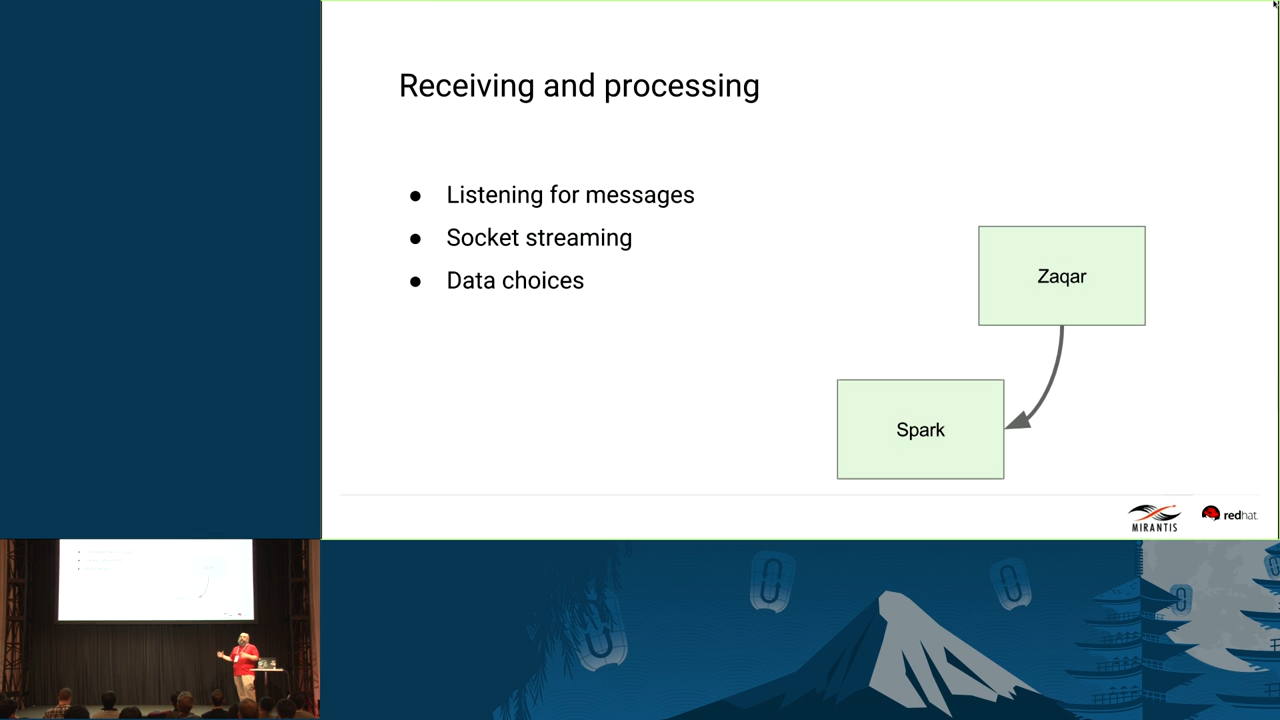 Receiving and processing
● Listening for messages
● Socket streaming
● Data choices
Zaqar
Spark
MIRANTIS
redhat.